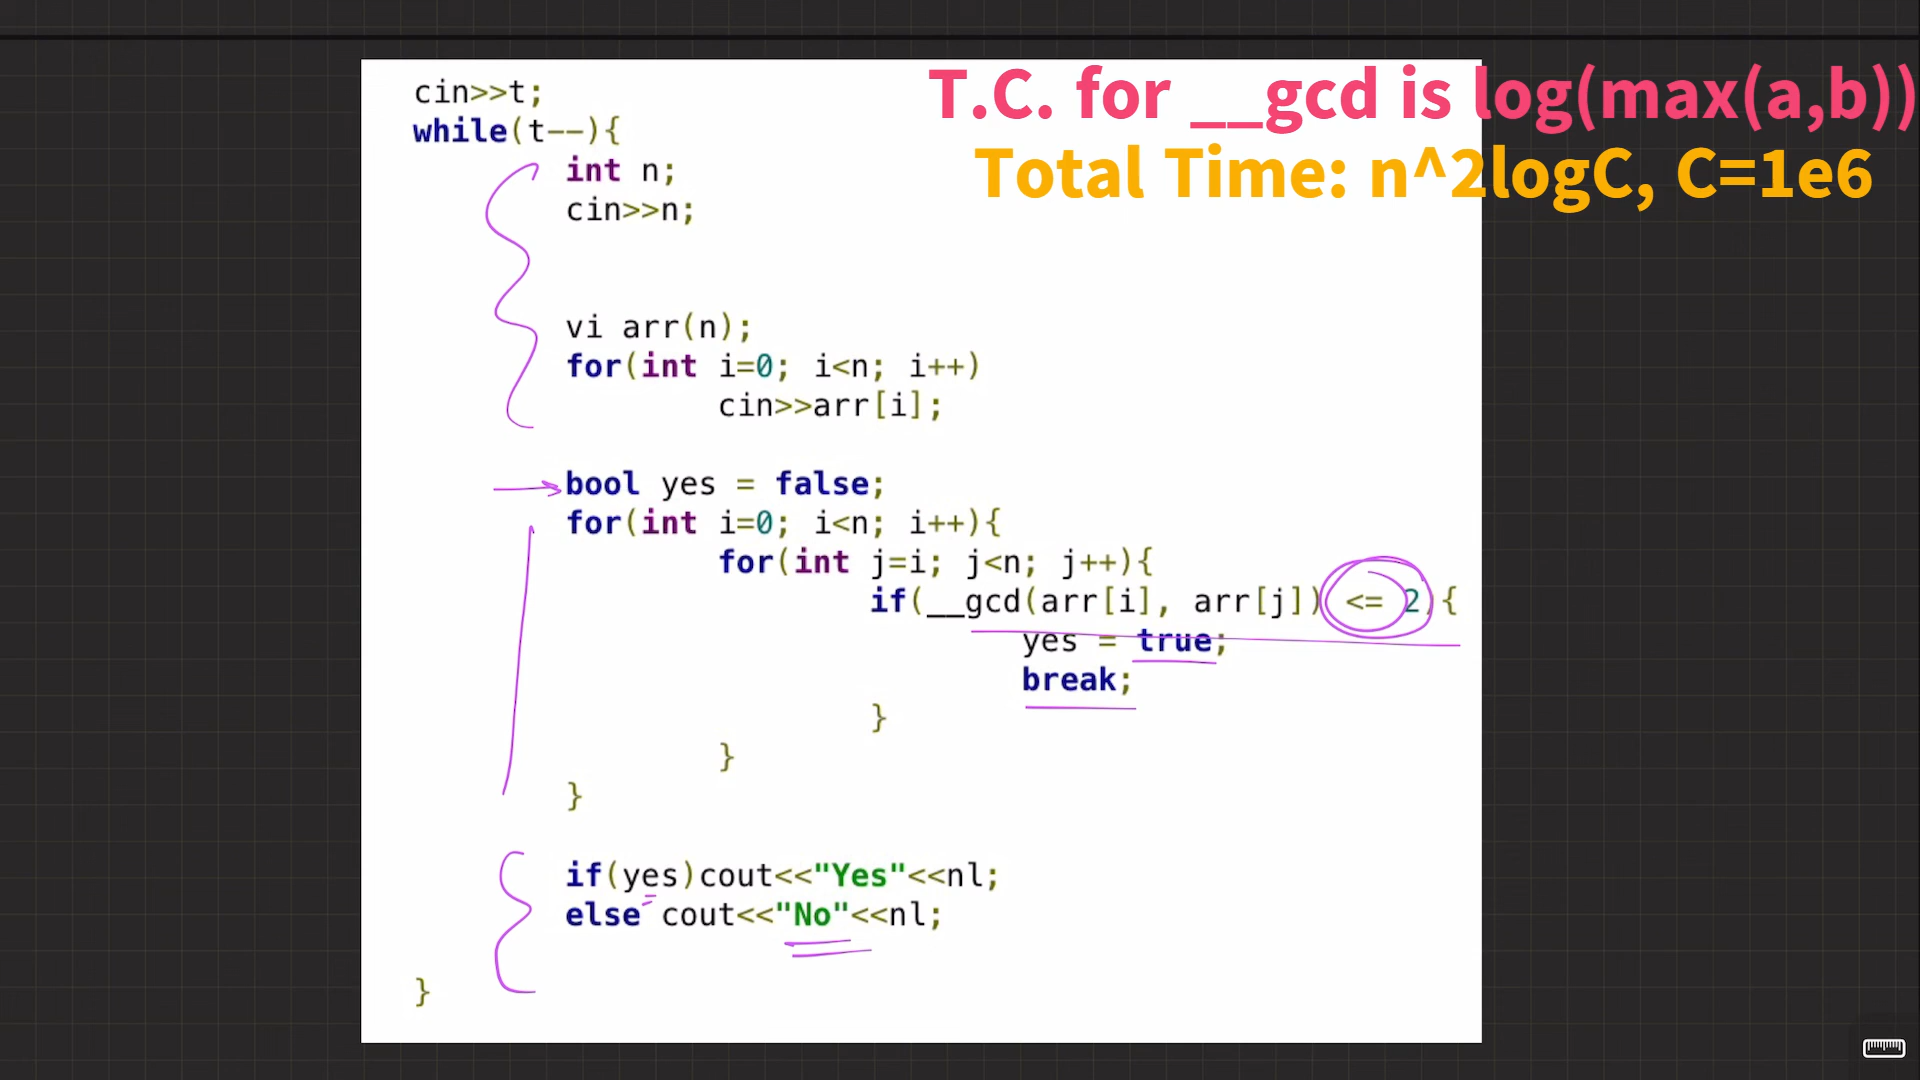 T.C. for __gcd is log(max(a,b))
Total Time: n^2logC, C=1e6
cin>>t;
while(t--){
int n;
cin>>n;
vi arr(n);
for(int i=0; i<n; i++)
cin>>arr[i];
bool yes = false;
for(int i=0; i<n; i++){
for(int j=i; j<n; j++){
if(__gcd(arr[i], arr[j]) <= 2){
yes = true;
break;
}
}
}
if(yes)cout<<"Yes"<<nl;
else cout<<"No"<<nl;
}